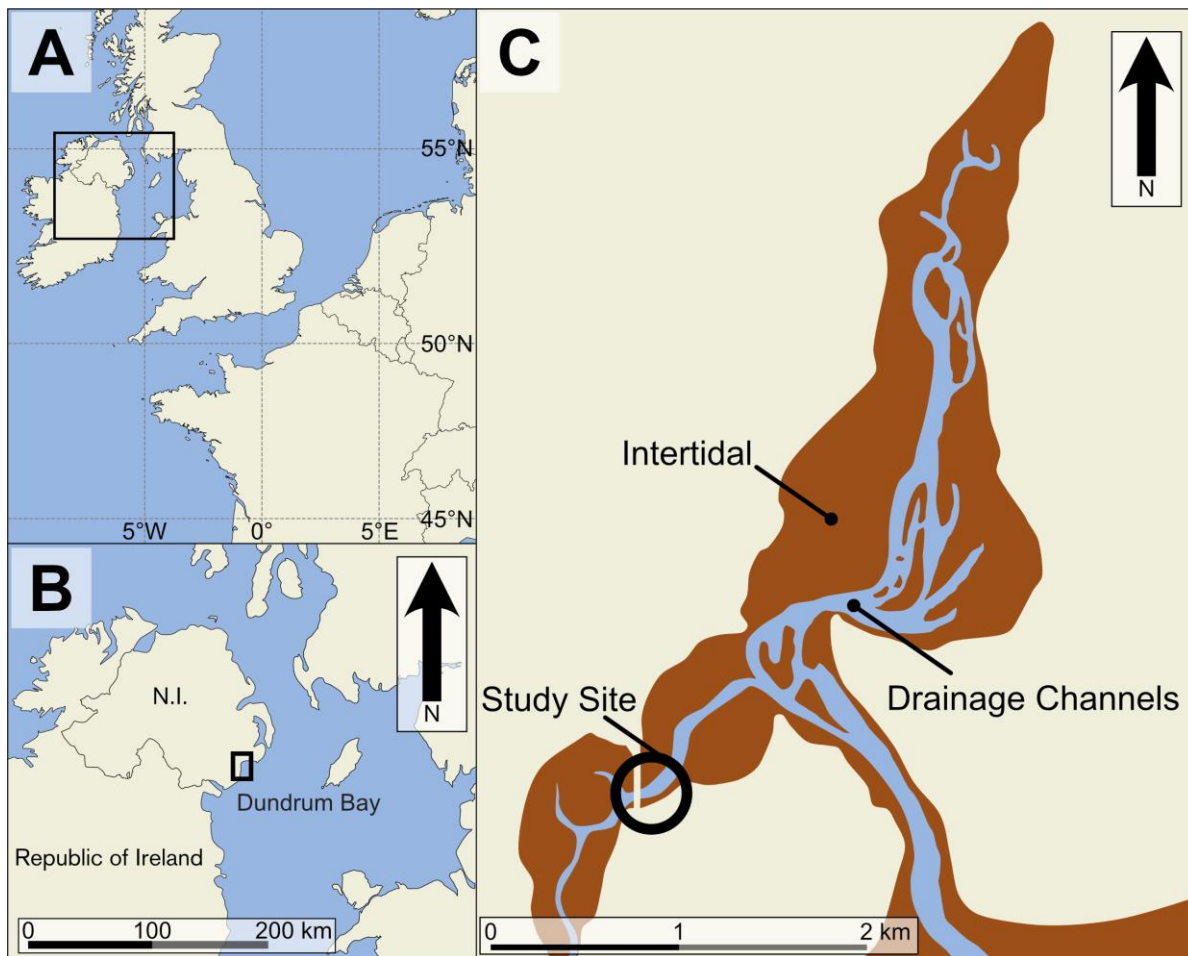 A
55°N
50°N
45°N
5°W
0°
5°E
B
N
N.I.
Dundrum Bay
Republic of Ireland
0
100
200 km
C
N
Intertidal
Drainage Channels
Study Site
0
1
2 km